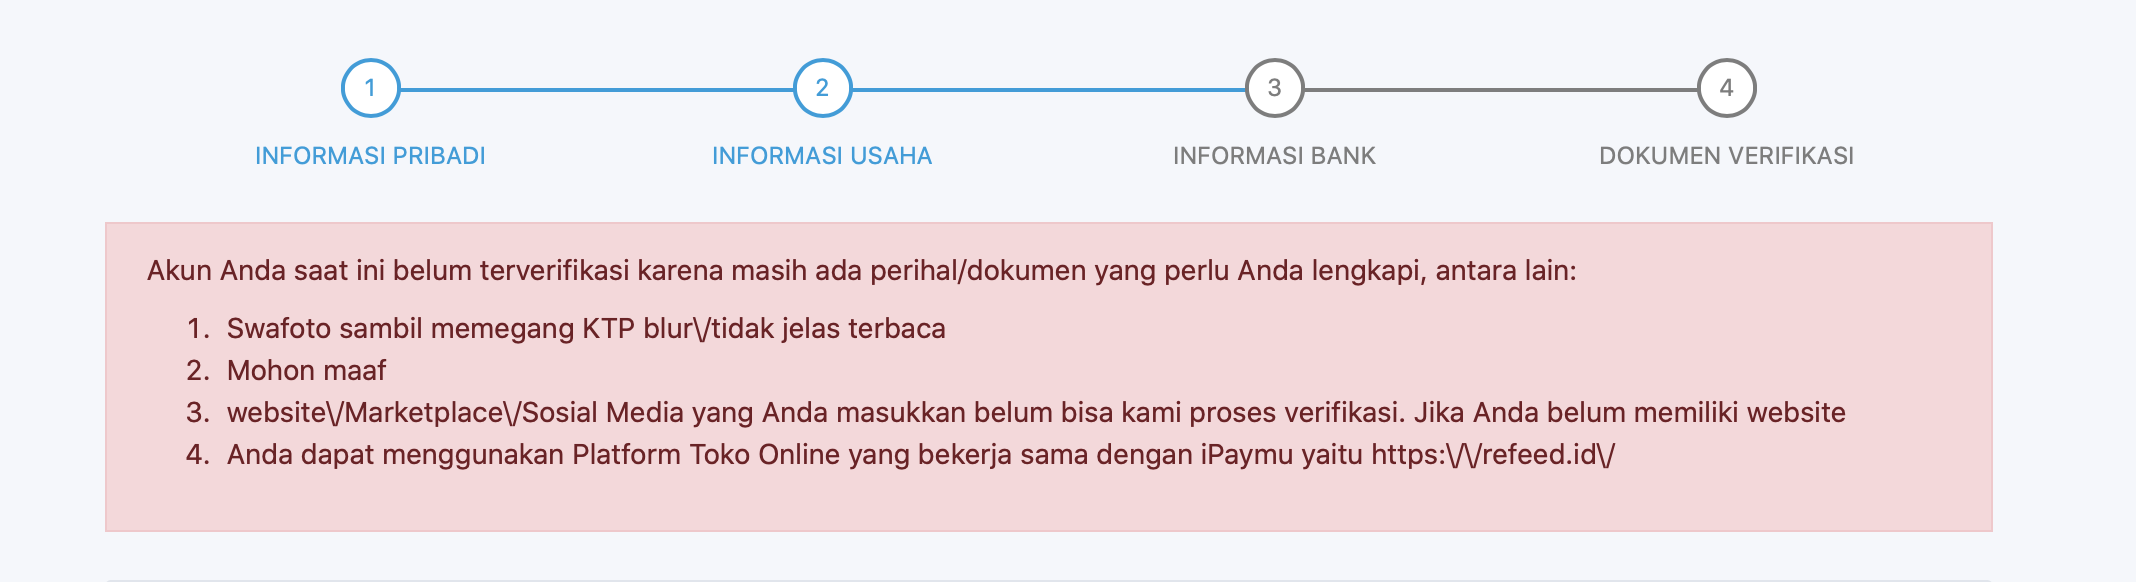 1
2
3
4
INFORMASI PRIBADI
INFORMASI USAHA
INFORMASI BANK
DOKUMEN VERIFIKASI
Akun Anda saat ini belum terverifikasi karena masih ada perihal/dokumen yang perlu Anda lengkapi, antara lain:
1. Swafoto sambil memegang KTP blur\/tidak jelas terbaca
2. Mohon maaf
3. website\/Marketplace\/Sosial Media yang Anda masukkan belum bisa kami proses verifikasi. Jika Anda belum memiliki website
4. Anda dapat menggunakan Platform Toko Online yang bekerja sama dengan iPaymu yaitu https:\/\/refeed.id\/